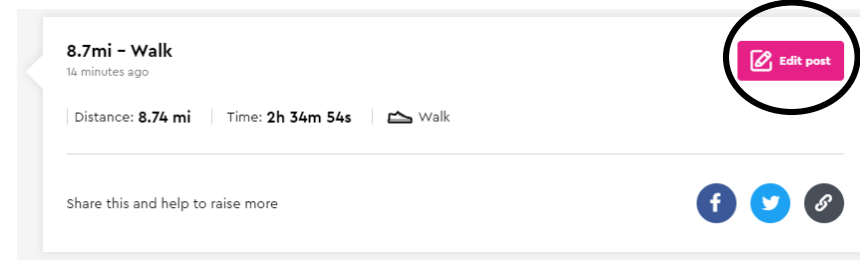 8.7mi – Walk
Edit post
14 minutes ago
Distance: 8.74 mi Time: 2h 34m 54s Walk
Share this and help to raise more